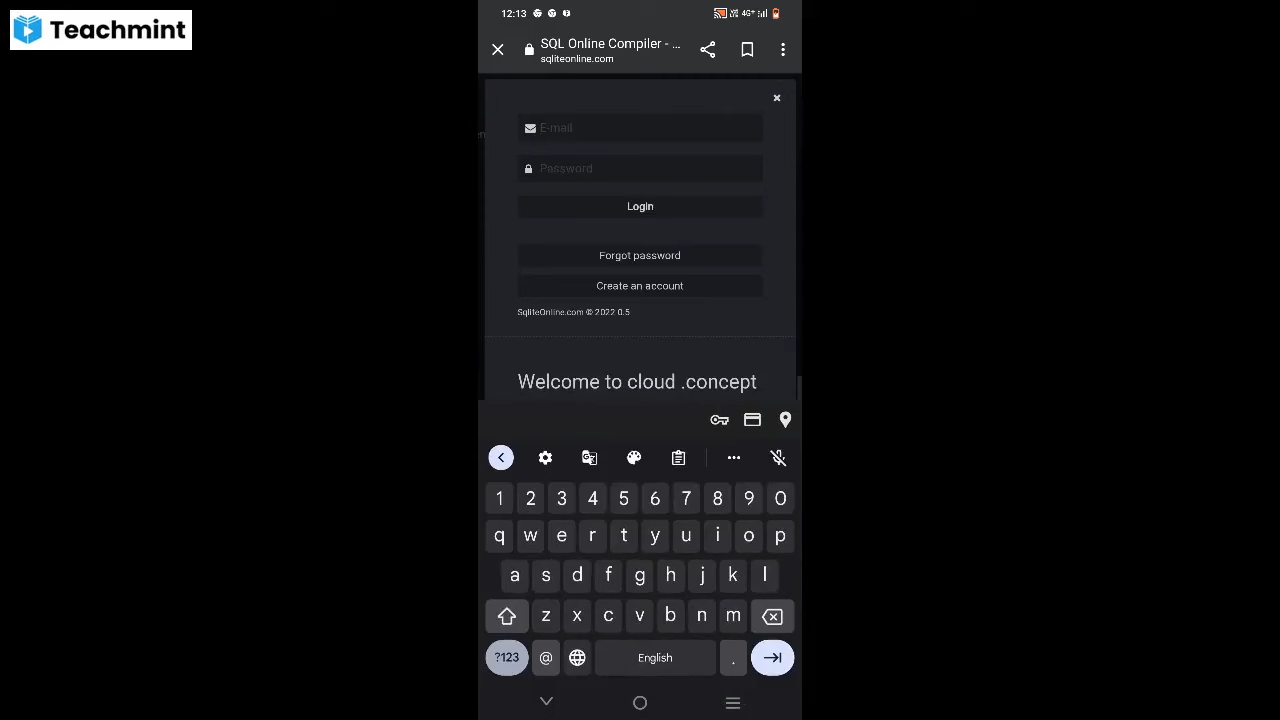 Teachmint
12:13
4G+
SQL Online Compiler - ...
sqliteonline.com
E-mail
Password
Login
Forgot password
Create an account
SqliteOnline.com © 2022 0.5
Welcome to cloud .concept
1 2 3 4 5 6 7 8 9 0
q w e r t y u i o p
a s d f g h j k l
z x c v b n m
?123 @ English .